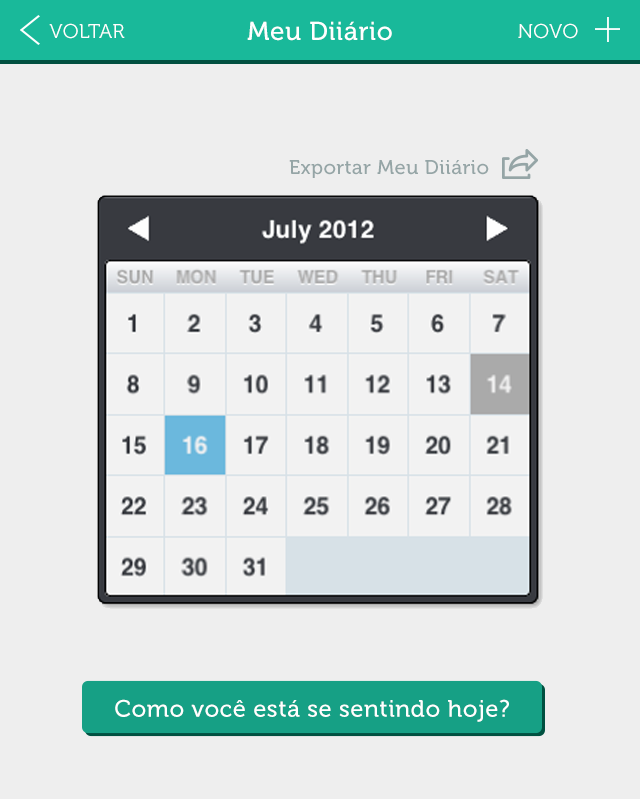 VOLTAR Meu Diiário NOVO
Exportar Meu Diiário
July 2012
SUN MON TUE WED THU FRI SAT
1 2 3 4 5 6 7
8 9 10 11 12 13 14
15 16 17 18 19 20 21
22 23 24 25 26 27 28
29 30 31
Como você está se sentindo hoje?